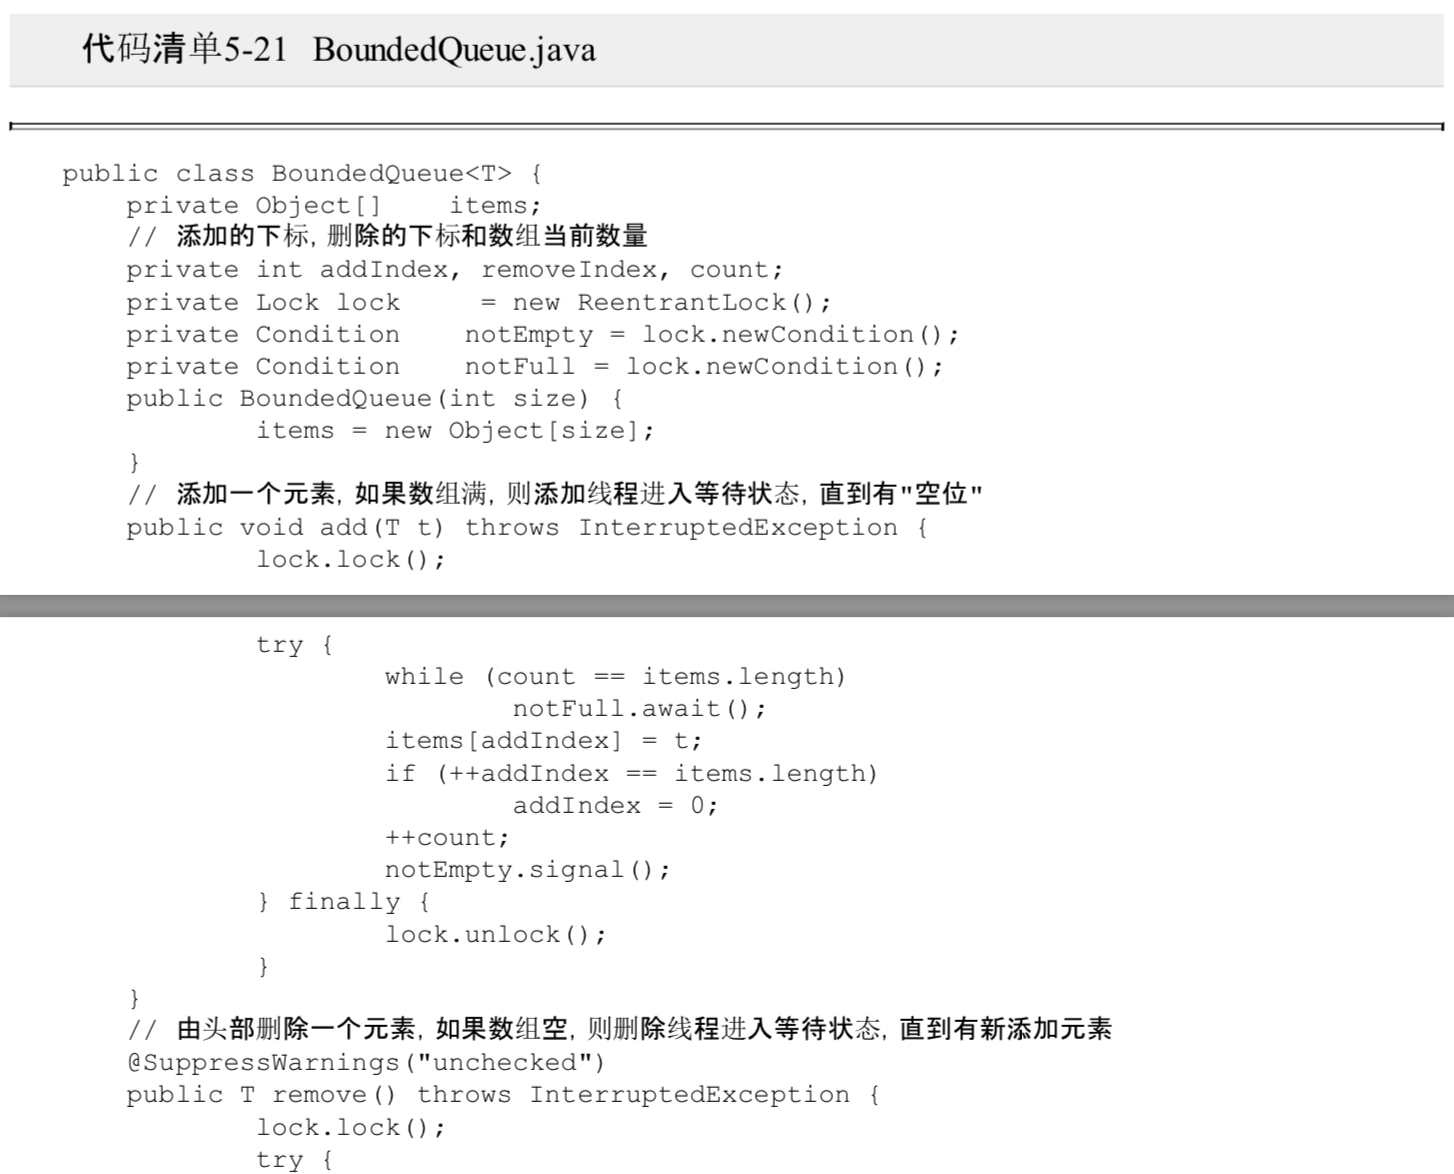 代码清单5-21 BoundedQueue.java
public class BoundedQueue<T> {
    private Object[]    items;
    // 添加的下标, 删除的下标和数组当前数量
    private int addIndex, removeIndex, count;
    private Lock lock     = new ReentrantLock();
    private Condition    notEmpty = lock.newCondition();
    private Condition    notFull = lock.newCondition();
    public BoundedQueue(int size) {
            items = new Object[size];
    }
    // 添加一个元素, 如果数组满, 则添加线程进入等待状态, 直到有"空位"
    public void add(T t) throws InterruptedException {
            lock.lock();
            try {
                    while (count == items.length)
                            notFull.await();
                    items[addIndex] = t;
                    if (++addIndex == items.length)
                            addIndex = 0;
                    ++count;
                    notEmpty.signal();
            } finally {
                    lock.unlock();
            }
    }
    // 由头部删除一个元素, 如果数组空, 则删除线程进入等待状态, 直到有新添加元素
    @SuppressWarnings("unchecked")
    public T remove() throws InterruptedException {
            lock.lock();
            try {